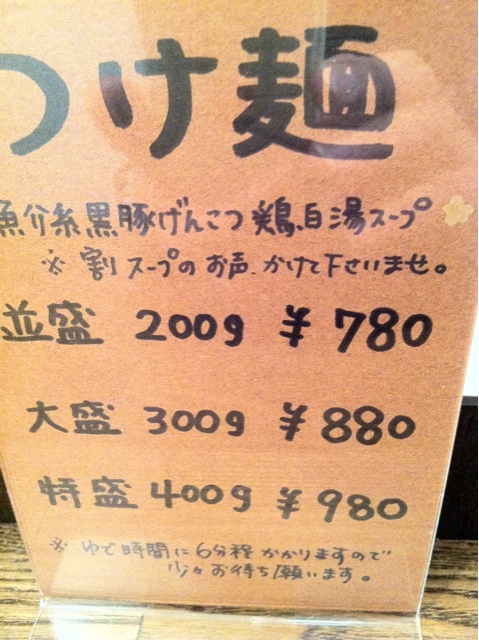 つけ麺
魚介系黒豚げんこつ鶏白湯スープ
※ 割スープのお声、かけて下さいませ。
並盛 200g ¥780
大盛 300g ¥880
特盛 400g ¥980
※ ゆで時間に6分程かかりますので
少々お待ち願います。